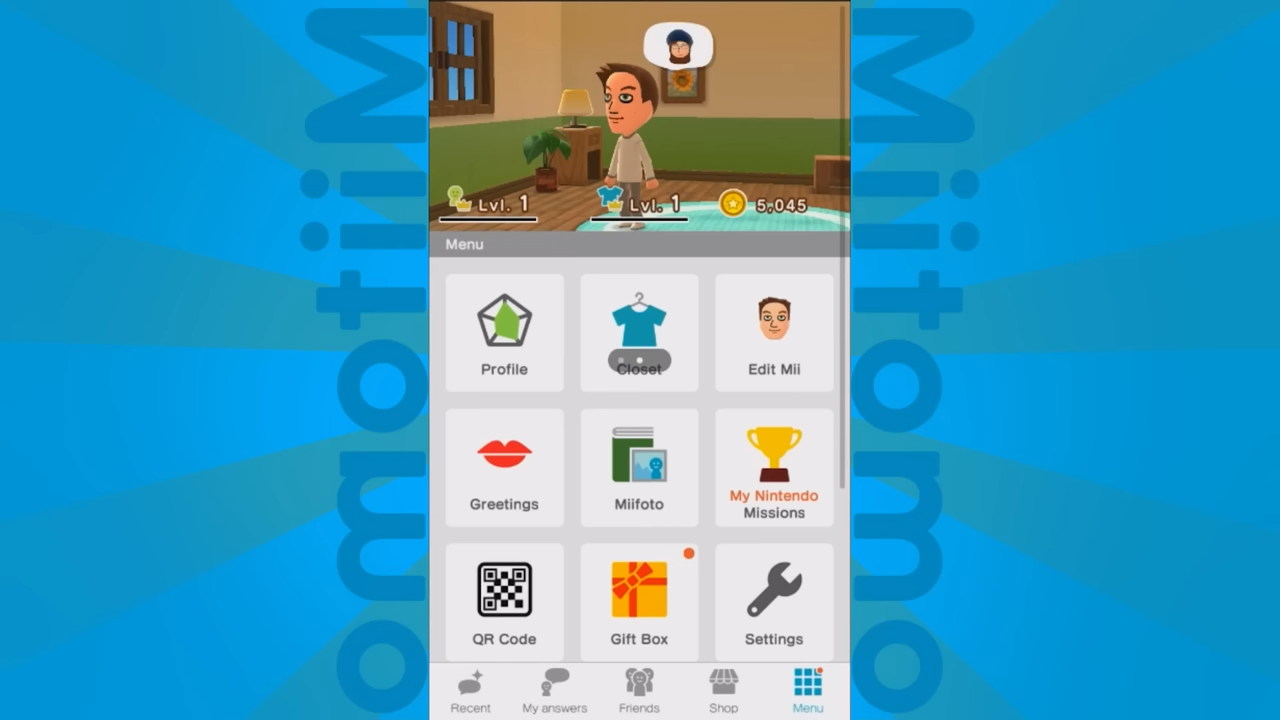 Miitomo
Miitomo
Lvl. 1
Lvl. 1
5,045
Menu
Profile
Closet
Edit Mii
Greetings
Miifoto
My Nintendo
Missions
QR Code
Gift Box
Settings
Recent
My answers
Friends
Shop
Menu